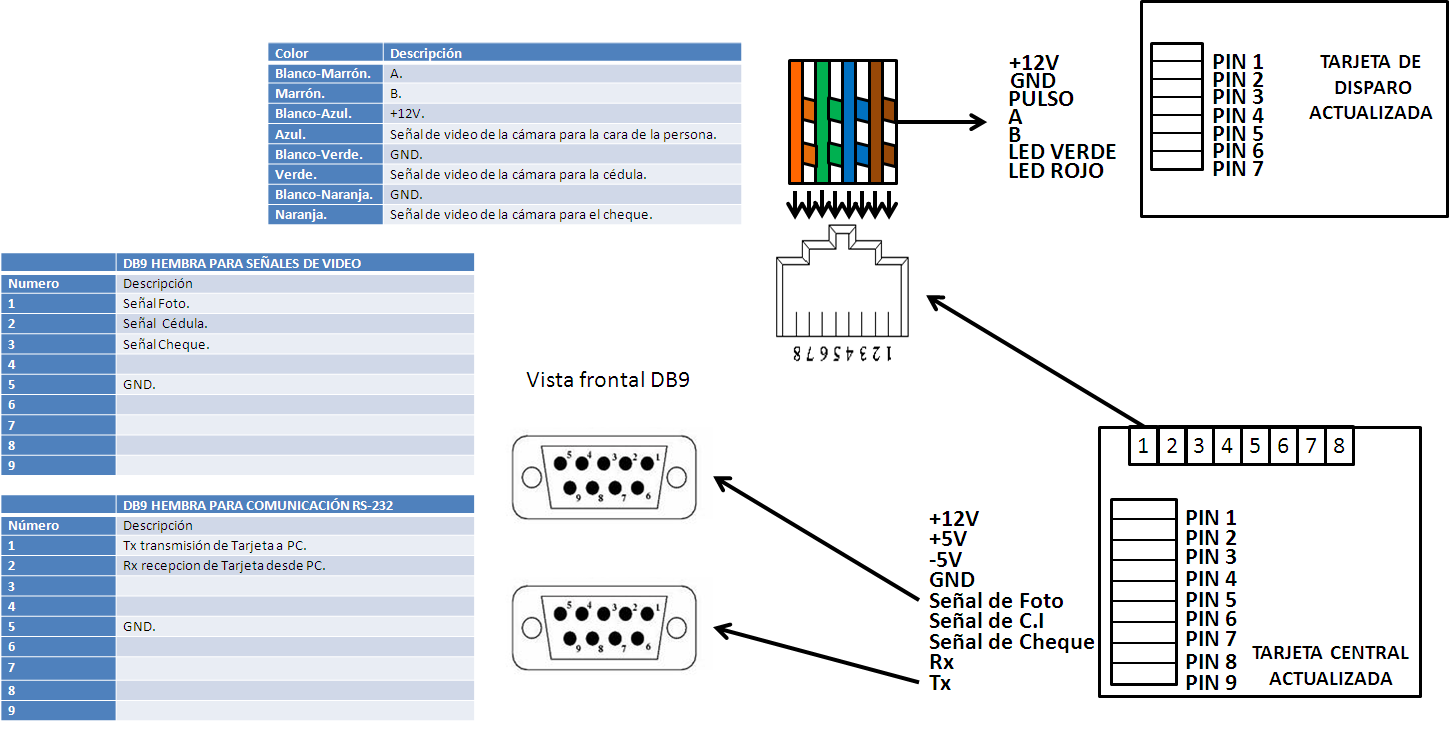 Color Descripción
Blanco-Marrón. A.
Marrón. B.
Blanco-Azul. +12V.
Azul. Señal de video de la cámara para la cara de la persona.
Blanco-Verde. GND.
Verde. Señal de video de la cámara para la cédula.
Blanco-Naranja. GND.
Naranja. Señal de video de la cámara para el cheque.
+12V
GND
PULSO
A
B
LED VERDE
LED ROJO
PIN 1
PIN 2
PIN 3
PIN 4
PIN 5
PIN 6
PIN 7
TARJETA DE
DISPARO
ACTUALIZADA
8 7 6 5 4 3 2 1
DB9 HEMBRA PARA SEÑALES DE VIDEO
Numero Descripción
1 Señal Foto.
2 Señal Cédula.
3 Señal Cheque.
4
5 GND.
6
7
8
9
Vista frontal DB9
5 4 3 2 1
9 8 7 6
DB9 HEMBRA PARA COMUNICACIÓN RS-232
Número Descripción
1 Tx transmisión de Tarjeta a PC.
2 Rx recepcion de Tarjeta desde PC.
3
4
5 GND.
6
7
8
9
5 4 3 2 1
9 8 7 6
+12V
+5V
-5V
GND
Señal de Foto
Señal de C.I
Señal de Cheque
Rx
Tx
1 2 3 4 5 6 7 8
PIN 1
PIN 2
PIN 3
PIN 4
PIN 5
PIN 6
PIN 7
PIN 8
PIN 9
TARJETA CENTRAL
ACTUALIZADA